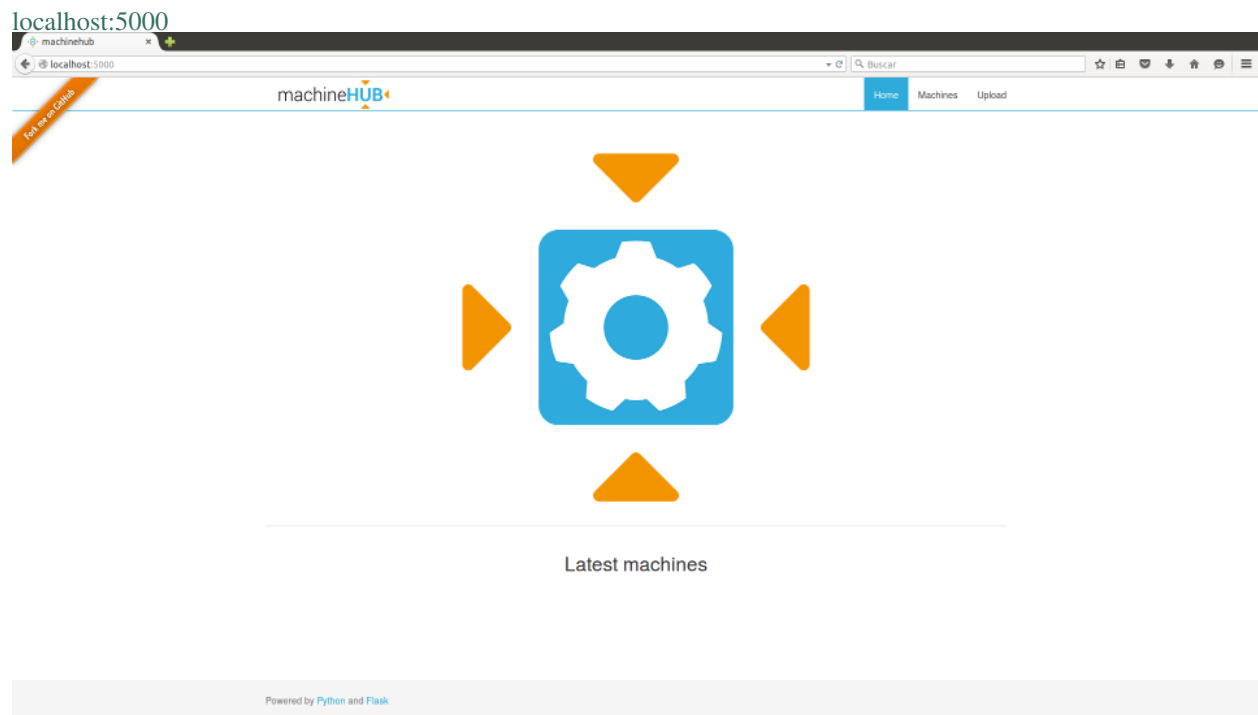 localhost:5000
machinehub
localhost:5000
Buscar
Fork me on GitHub
machineHUB
Home Machines Upload
Latest machines
Powered by Python and Flask